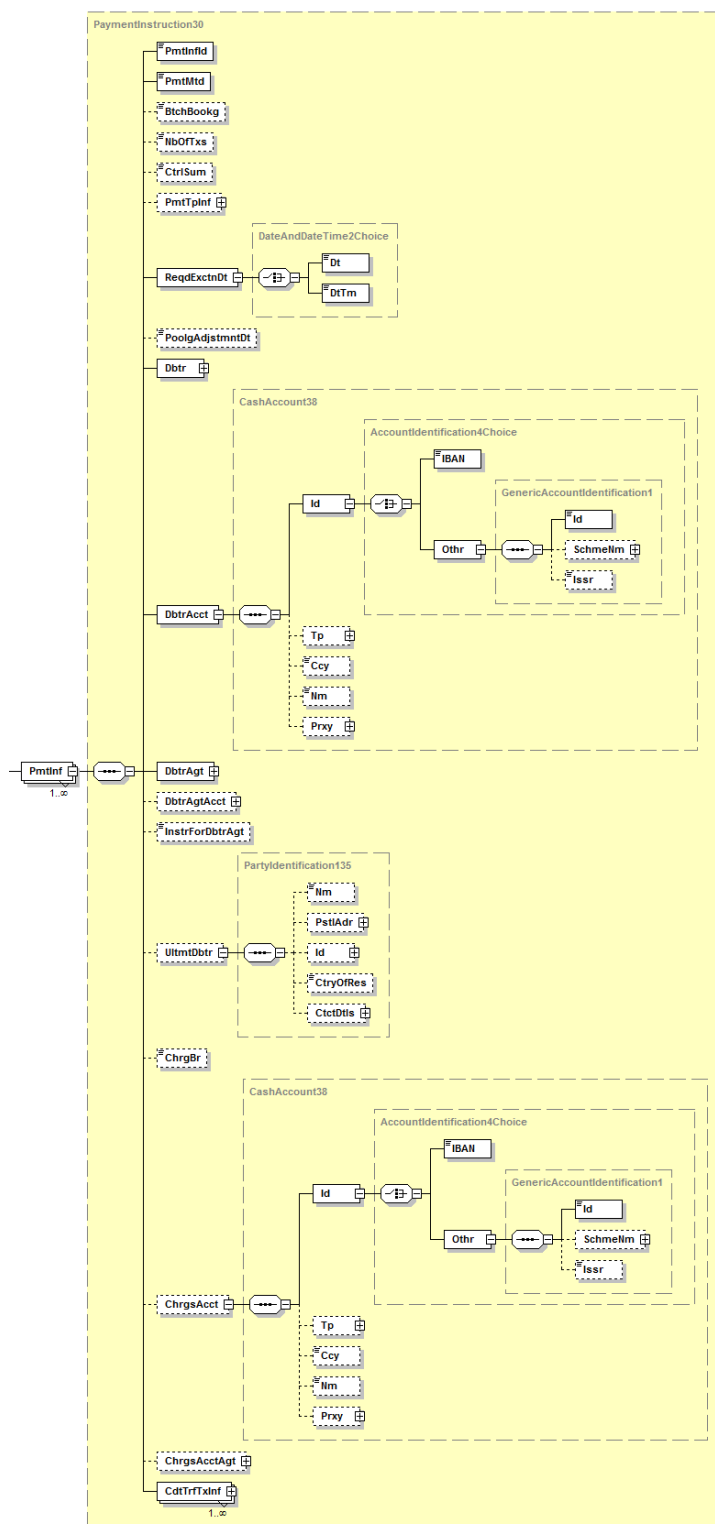 PaymentInstruction30
PmtInfId
PmtMtd
BtchBookg
NbOfTxs
CtrlSum
PmtTpInf
DateAndDateTime2Choice
Dt
ReqdExctnDt
DtTm
PoolgAdjstmntDt
Dbtr
CashAccount38
AccountIdentification4Choice
IBAN
GenericAccountIdentification1
Id
Id
Othr
SchmeNm
Issr
DbtrAcct
Tp
Ccy
Nm
Prxy
PmtInf
1..∞
DbtrAgt
DbtrAgtAcct
InstrForDbtrAgt
PartyIdentification135
Nm
PstlAdr
UltmtDbtr
Id
CtryOfRes
CtctDtls
ChrgBr
CashAccount38
AccountIdentification4Choice
IBAN
GenericAccountIdentification1
Id
Id
Othr
SchmeNm
Issr
ChrgsAcct
Tp
Ccy
Nm
Prxy
ChrgsAcctAgt
CdtTrfTxInf
1..∞